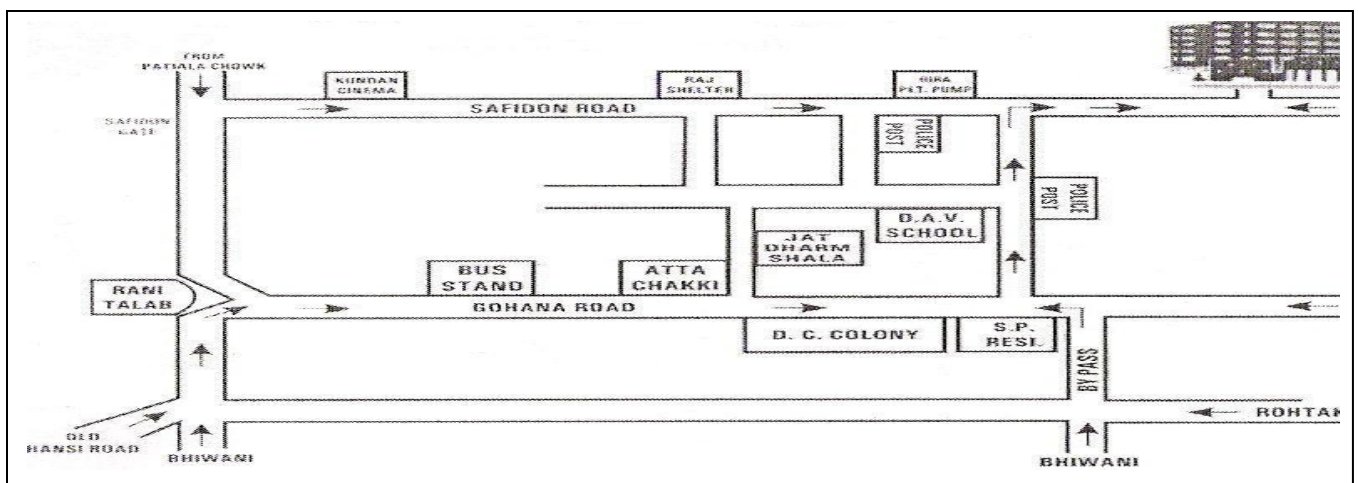 FROM
PATIALA CHOWK
KUNDAN
CINEMA
RAJ
SHELTER
PET. PUMP
SAFIDON ROAD
SAFIDON
GATE
POLICE
POST
POLICE
POST
D.A.V.
SCHOOL
JAT
DHARM
SHALA
BUS
STAND
ATTA
CHAKKI
RANI
TALAB
GOHANA ROAD
D. C. COLONY
S.P.
RESI.
BY PASS
ROHTAK
OLD
HANSI ROAD
BHIWANI
BHIWANI